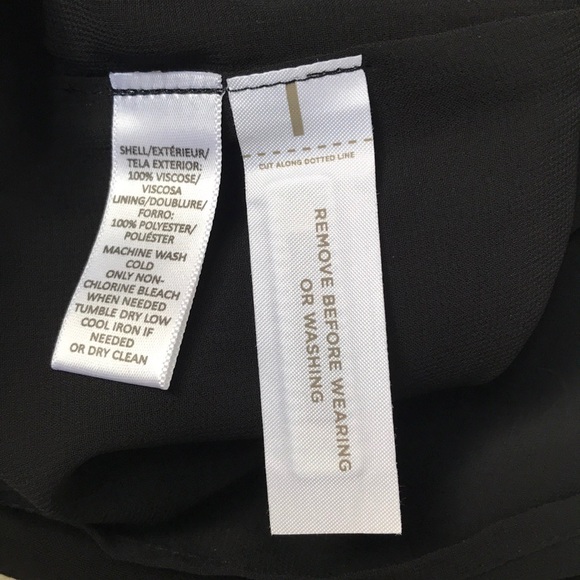 SHELL/EXTÉRIEUR/
TELA EXTERIOR:
100% VISCOSE/
VISCOSA
LINING/DOUBLURE/
FORRO:
100% POLYESTER/
POLIÉSTER
MACHINE WASH
COLD
ONLY NON-
CHLORINE BLEACH
WHEN NEEDED
TUMBLE DRY LOW
COOL IRON IF
NEEDED
OR DRY CLEAN
CUT ALONG DOTTED LINE
REMOVE BEFORE WEARING
OR WASHING